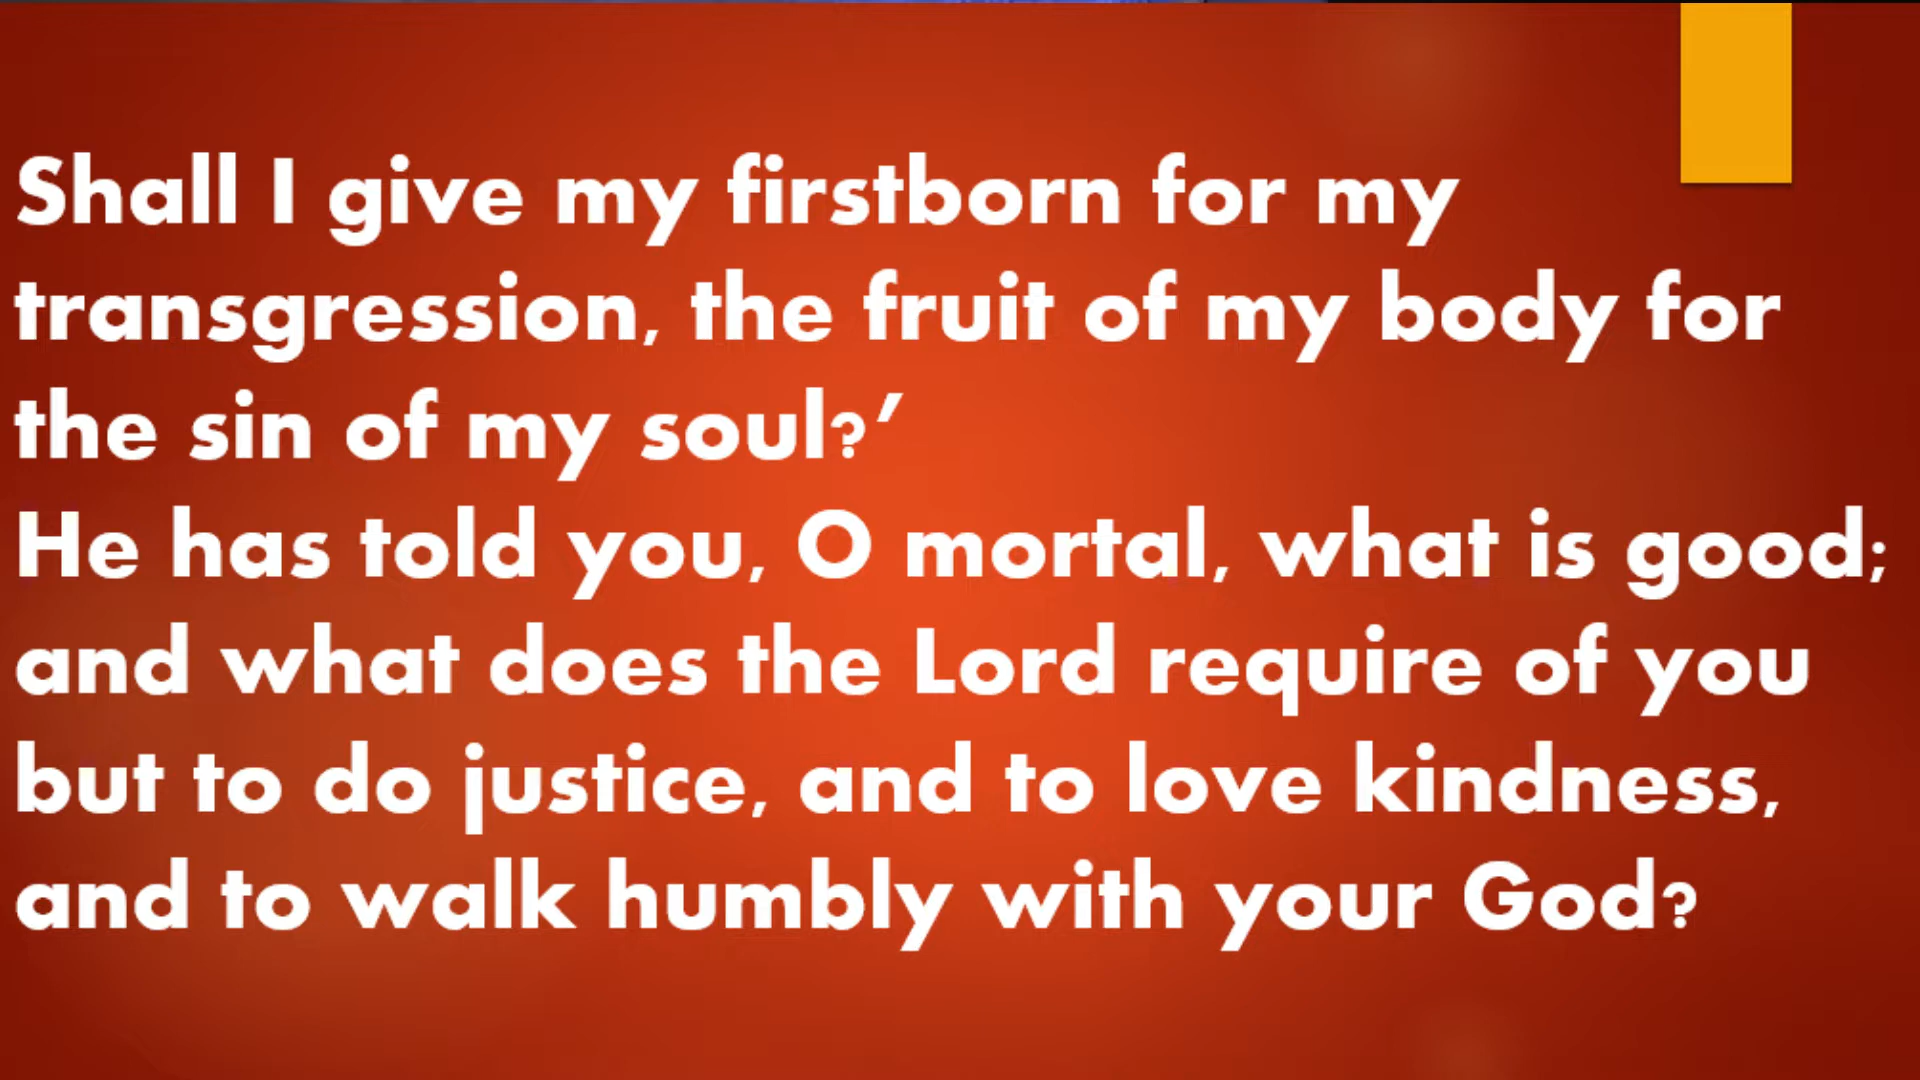 Shall I give my firstborn for my
transgression, the fruit of my body for
the sin of my soul?’
He has told you, O mortal, what is good;
and what does the Lord require of you
but to do justice, and to love kindness,
and to walk humbly with your God?